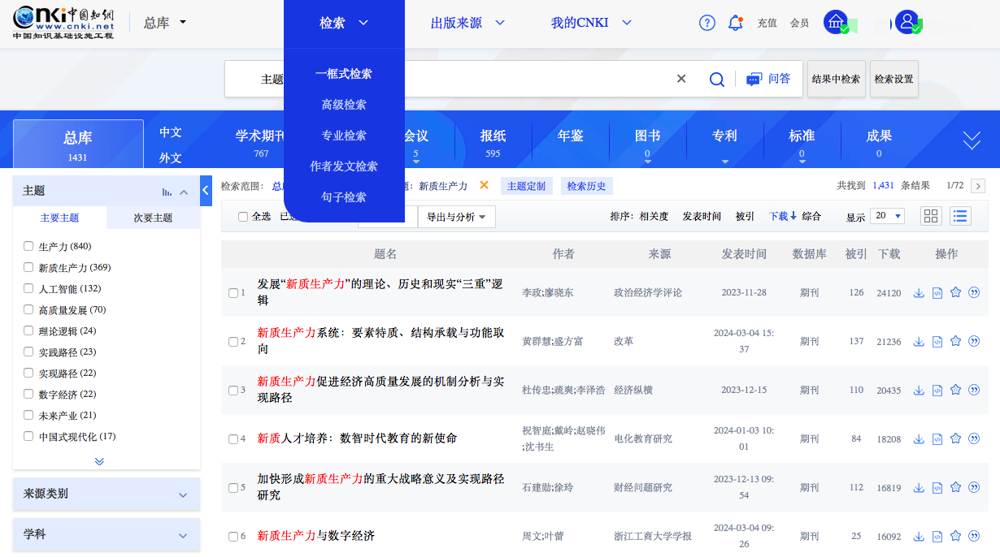 cnki 中国知网
www.cnki.net
中国知识基础设施工程
总库
检索
出版来源
我的CNKI
充值
会员
一框式检索
高级检索
专业检索
作者发文检索
句子检索
主题
问答
结果中检索
检索设置
总库
1431
中文
外文
学术期刊
767
会议
5
报纸
595
年鉴
图书
0
专利
标准
0
成果
0
主题
主要主题
次要主题
生产力 (840)
新质生产力 (369)
人工智能 (132)
高质量发展 (70)
理论逻辑 (24)
实践路径 (23)
实现路径 (22)
数字经济 (22)
未来产业 (21)
中国式现代化 (17)
来源类别
学科
检索范围:
新质生产力
主题定制
检索历史
共找到 1,431 条结果 1/72
全选
导出与分析
排序: 相关度 发表时间 被引 下载 综合
显示 20
题名 作者 来源 发表时间 数据库 被引 下载 操作
1 发展“新质生产力”的理论、历史和现实“三重”逻 李政;廖晓东 政治经济学评论 2023-11-28 期刊 126 24120
辑
2 新质生产力系统：要素特质、结构承载与功能取 黄群慧;盛方富 改革 2024-03-04 15: 期刊 137 21236
向 37
3 新质生产力促进经济高质量发展的机制分析与实 杜传忠;疏爽;李泽浩 经济纵横 2023-12-15 期刊 110 20435
现路径
4 新质人才培养：数智时代教育的新使命 祝智庭;戴岭;赵晓伟 电化教育研究 2024-01-03 10: 期刊 84 18208
;沈书生 01
5 加快形成新质生产力的重大战略意义及实现路径 石建勋;徐玲 财经问题研究 2023-12-13 09: 期刊 112 16819
研究 54
6 新质生产力与数字经济 周文;叶蕾 浙江工商大学学报 2024-03-04 09: 期刊 25 16092
26